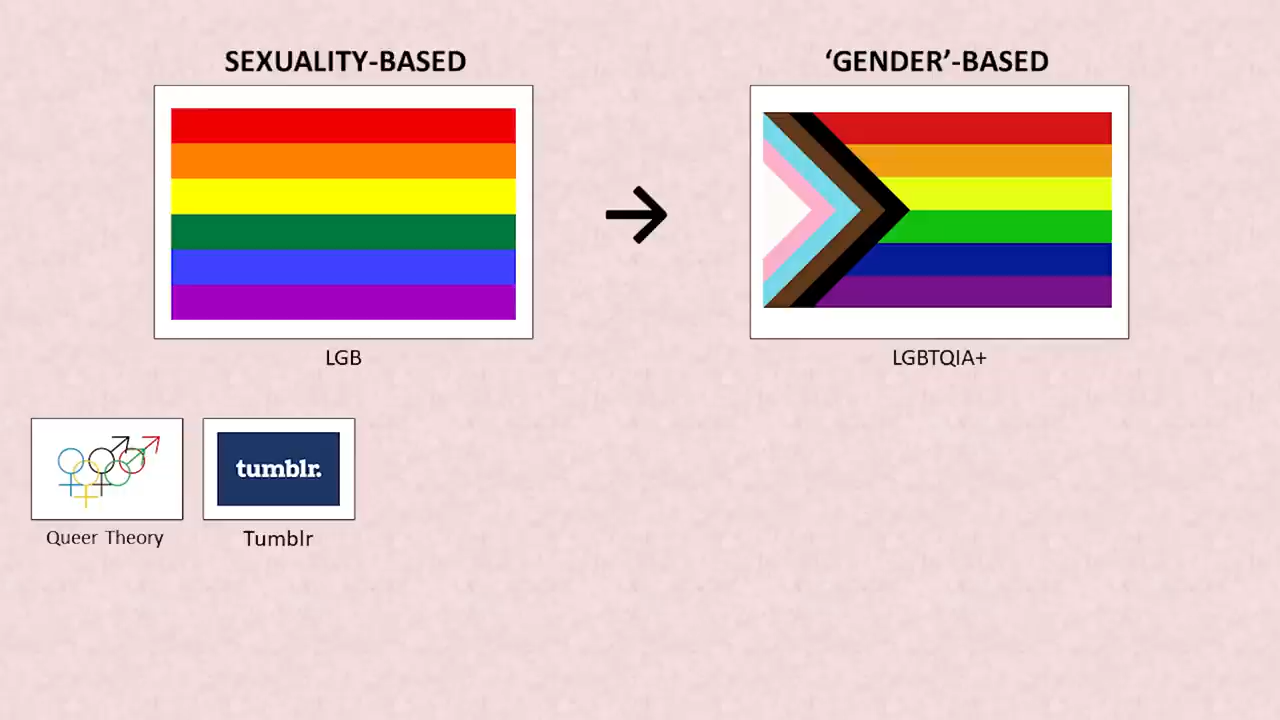 SEXUALITY-BASED
‘GENDER’-BASED
LGB
LGBTQIA+
tumblr.
Queer Theory
Tumblr